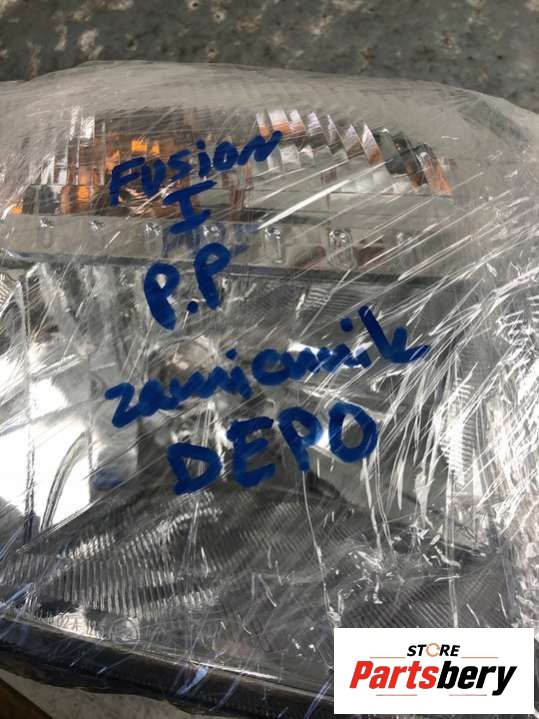 FUSION
I
P.P
zamiennik
DEPO
STORE
Partsbery